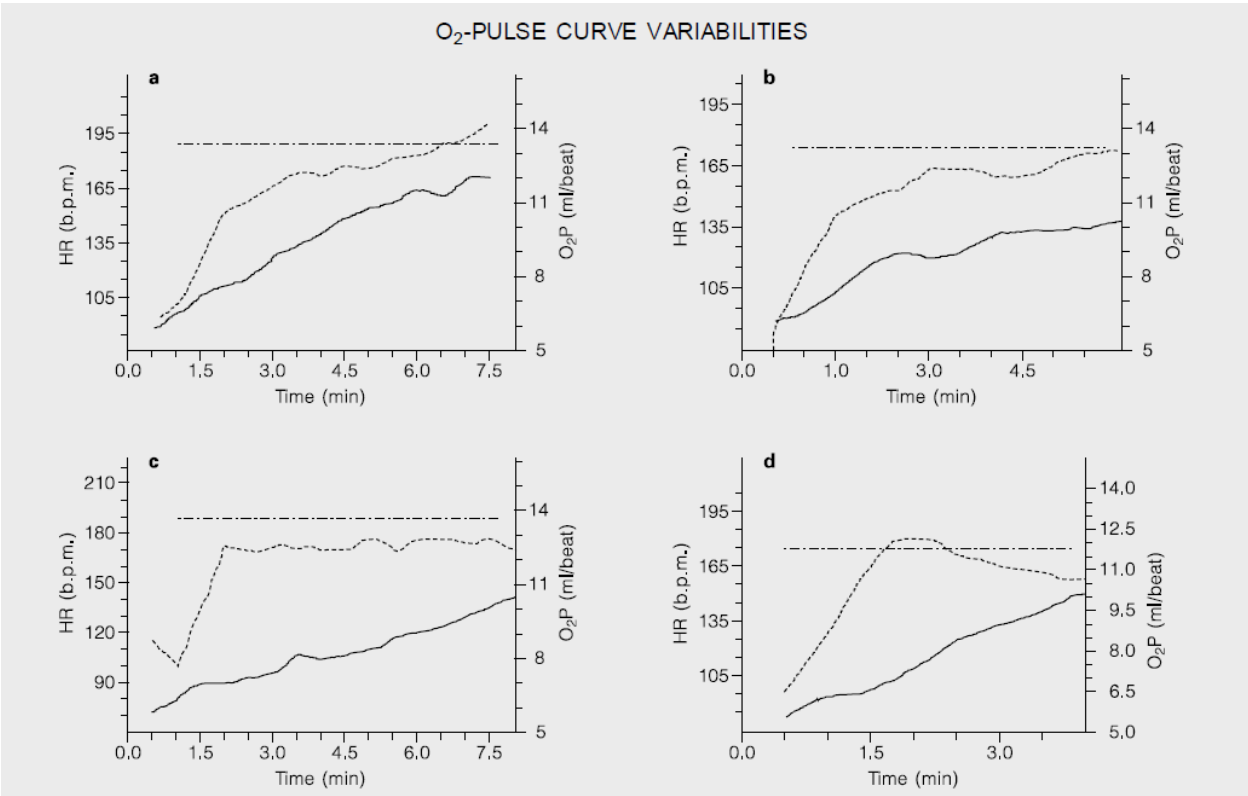 O₂-PULSE CURVE VARIABILITIES
a
HR (b.p.m.)
195
165
135
105
14
11
8
5
O₂P (ml/beat)
0.0 1.5 3.0 4.5 6.0 7.5
Time (min)
b
HR (b.p.m.)
195
165
135
105
14
11
8
5
O₂P (ml/beat)
0.0 1.0 3.0 4.5
Time (min)
c
HR (b.p.m.)
210
180
150
120
90
14
11
8
5
O₂P (ml/beat)
0.0 1.5 3.0 4.5 6.0 7.5
Time (min)
d
HR (b.p.m.)
195
165
135
105
14.0
12.5
11.0
9.5
8.0
6.5
5.0
O₂P (ml/beat)
0.0 1.5 3.0
Time (min)